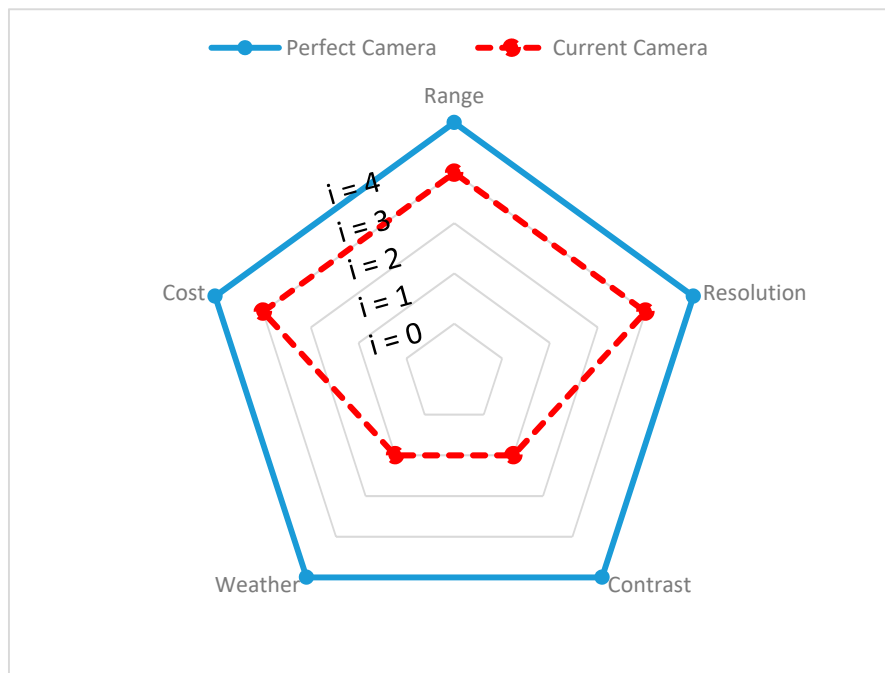 Perfect Camera Current Camera
Range
i = 4
i = 3
i = 2
Cost
Resolution
i = 1
i = 0
Weather
Contrast